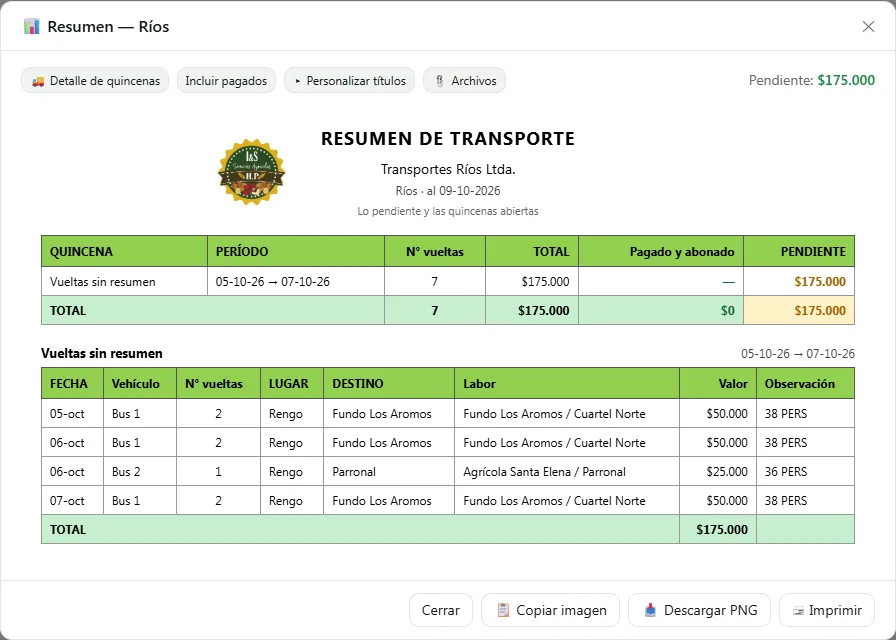 Resumen — Ríos
Detalle de quincenas
Incluir pagados
Personalizar títulos
Archivos
Pendiente: $175.000
I&S
Servicios Agrícolas
H.P.
RESUMEN DE TRANSPORTE
Transportes Ríos Ltda.
Ríos · al 09-10-2026
Lo pendiente y las quincenas abiertas
QUINCENA PERÍODO N° vueltas TOTAL Pagado y abonado PENDIENTE
Vueltas sin resumen 05-10-26 → 07-10-26 7 $175.000 — $175.000
TOTAL 7 $175.000 $0 $175.000
Vueltas sin resumen 05-10-26 → 07-10-26
FECHA Vehículo N° vueltas LUGAR DESTINO Labor Valor Observación
05-oct Bus 1 2 Rengo Fundo Los Aromos Fundo Los Aromos / Cuartel Norte $50.000 38 PERS
06-oct Bus 1 2 Rengo Fundo Los Aromos Fundo Los Aromos / Cuartel Norte $50.000 38 PERS
06-oct Bus 2 1 Rengo Parronal Agrícola Santa Elena / Parronal $25.000 36 PERS
07-oct Bus 1 2 Rengo Fundo Los Aromos Fundo Los Aromos / Cuartel Norte $50.000 38 PERS
TOTAL $175.000
Cerrar
Copiar imagen
Descargar PNG
Imprimir